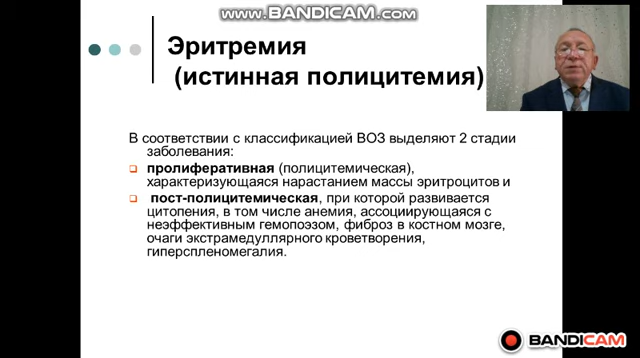 www.BANDICAM.com
Эритремия
(истинная полицитемия)
В соответствии с классификацией ВОЗ выделяют 2 стадии
заболевания:
пролиферативная (полицитемическая),
характеризующаяся нарастанием массы эритроцитов и
пост-полицитемическая, при которой развивается
цитопения, в том числе анемия, ассоциирующаяся с
неэффективным гемопоэзом, фиброз в костном мозге,
очаги экстрамедуллярного кроветворения,
гиперспленомегалия.
BANDICAM